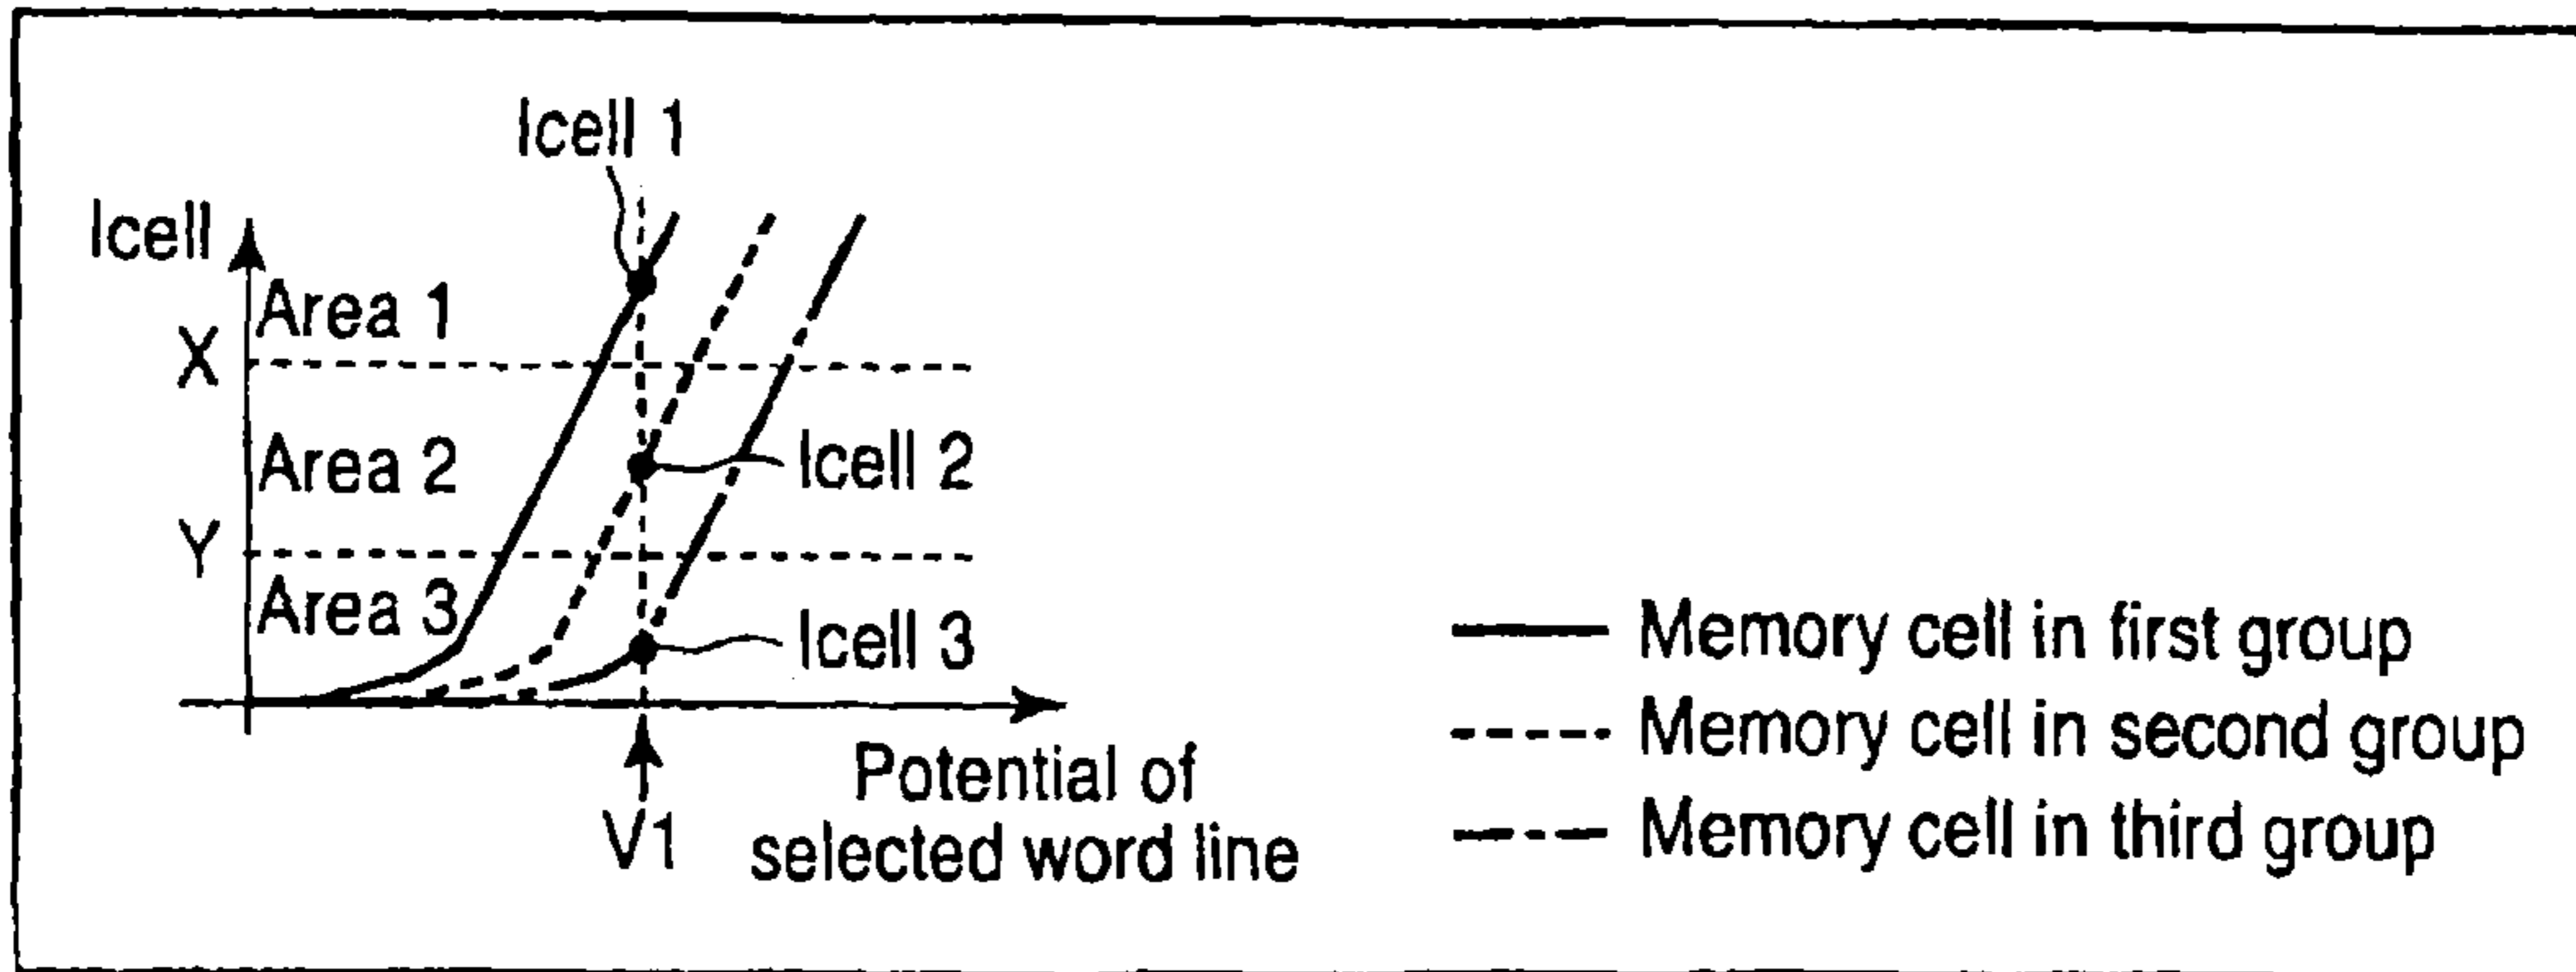 Icell 1
Icell
Area 1
X
Area 2
Icell 2
Y
Area 3
Icell 3
Potential of
selected word line
V1
Memory cell in first group
Memory cell in second group
Memory cell in third group